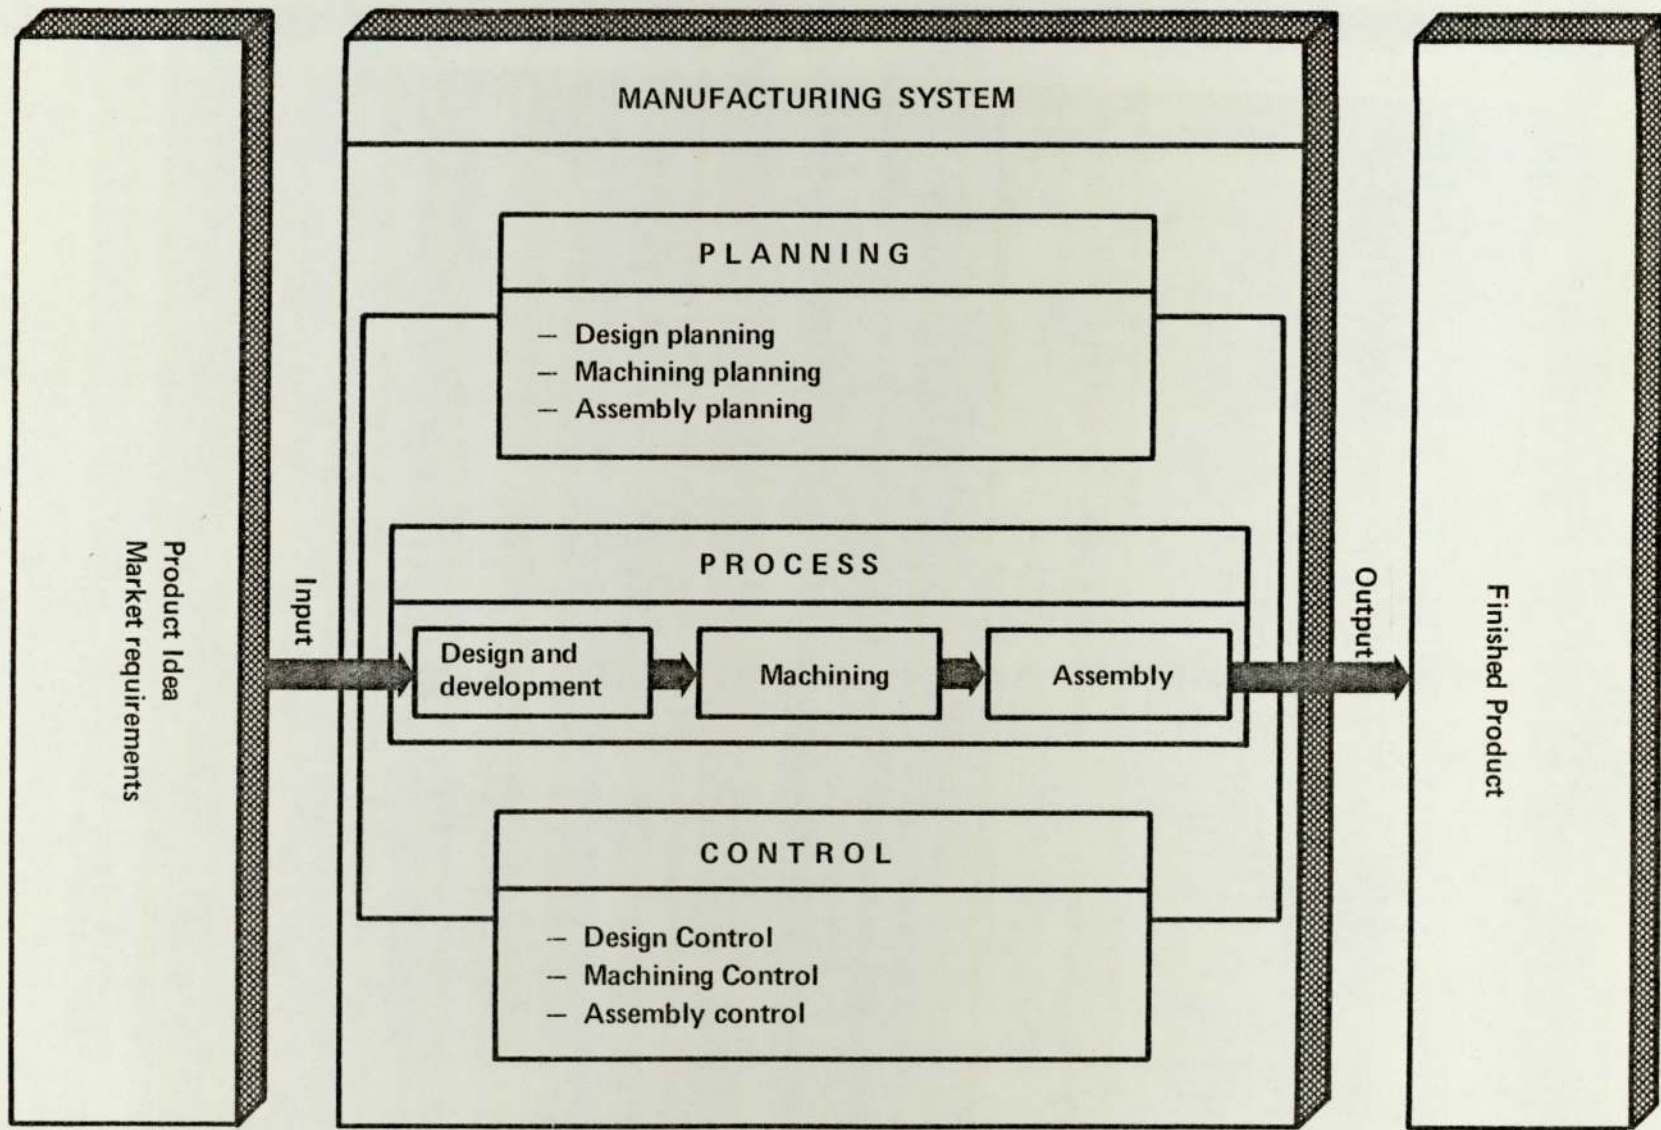 MANUFACTURING SYSTEM
PLANNING
— Design planning
— Machining planning
— Assembly planning
Product Idea
Market requirements
Input
PROCESS
Design and
development
Machining
Assembly
Output
Finished Product
CONTROL
— Design Control
— Machining Control
— Assembly control